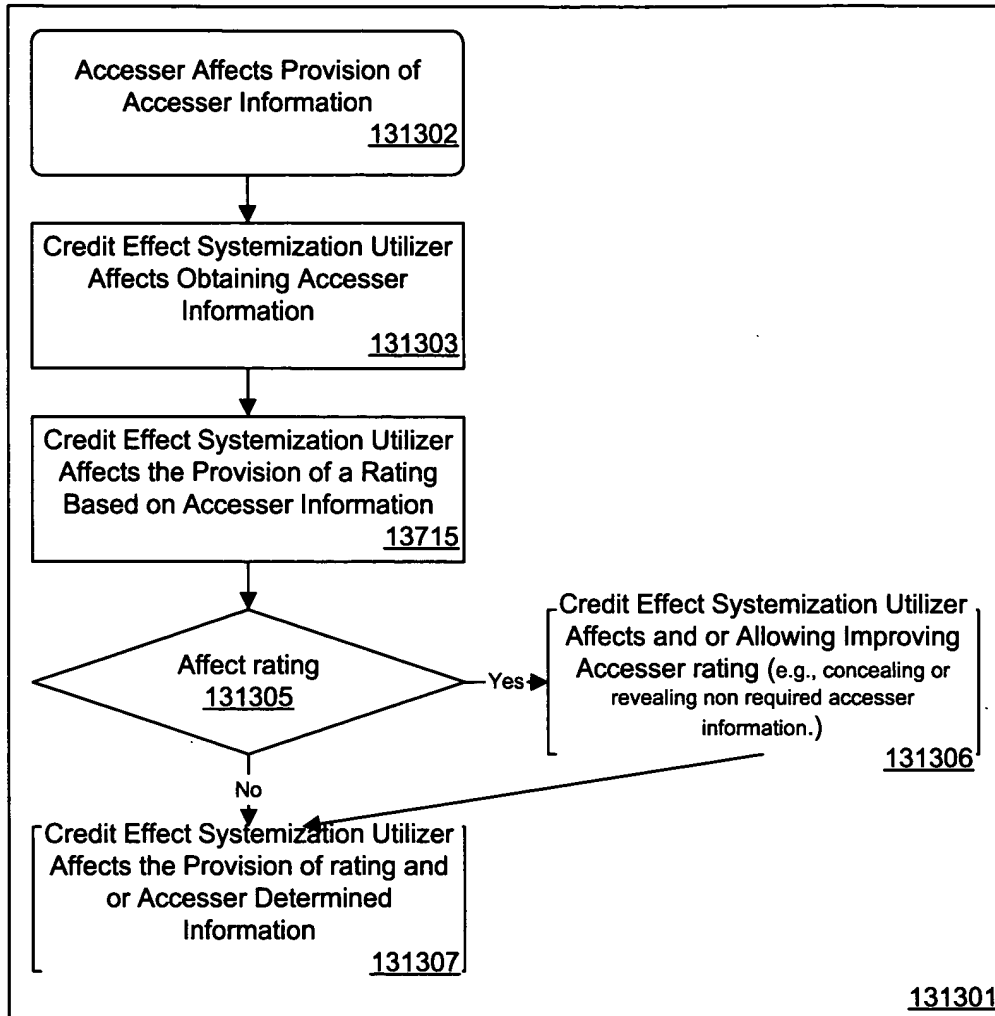 Accesser Affects Provision of
Accesser Information
131302
Credit Effect Systemization Utilizer
Affects Obtaining Accesser
Information
131303
Credit Effect Systemization Utilizer
Affects the Provision of a Rating
Based on Accesser Information
13715
Affect rating
131305
Yes
Credit Effect Systemization Utilizer
Affects and or Allowing Improving
Accesser rating (e.g., concealing or
revealing non required accesser
information.)
131306
No
Credit Effect Systemization Utilizer
Affects the Provision of rating and
or Accesser Determined
Information
131307
131301